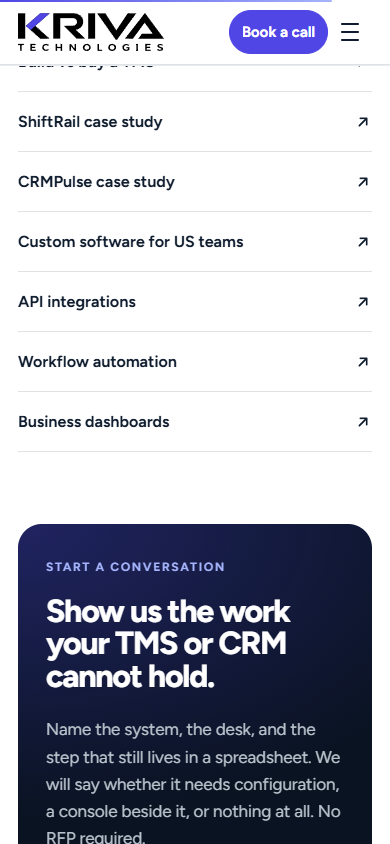 KRIVA
TECHNOLOGIES
Book a call
ShiftRail case study
CRMPulse case study
Custom software for US teams
API integrations
Workflow automation
Business dashboards
START A CONVERSATION
Show us the work
your TMS or CRM
cannot hold.
Name the system, the desk, and the
step that still lives in a spreadsheet. We
will say whether it needs configuration,
a console beside it, or nothing at all. No
RFP required.